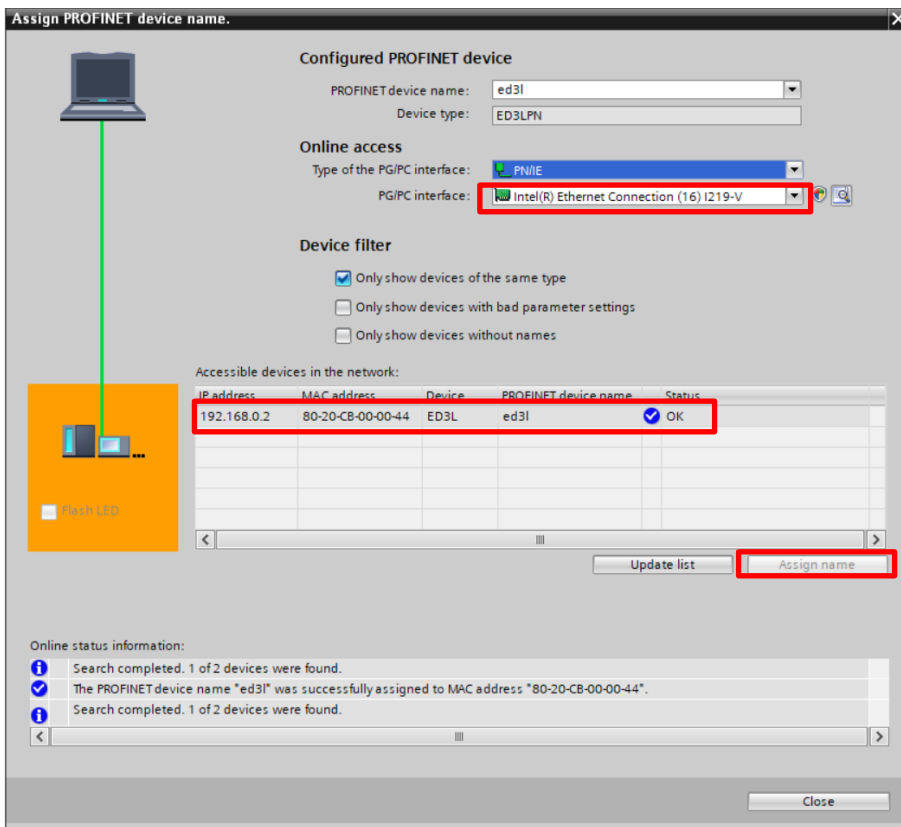 Assign PROFINET device name.
Configured PROFINET device
PROFINET device name: ed3l
Device type: ED3LPN
Online access
Type of the PG/PC interface: PN/IE
PG/PC interface: Intel(R) Ethernet Connection (16) I219-V
Device filter
Only show devices of the same type
Only show devices with bad parameter settings
Only show devices without names
Accessible devices in the network:
IP address MAC address Device PROFINET device name Status
192.168.0.2 80-20-CB-00-00-44 ED3L ed3l OK
Flash LED
Update list Assign name
Online status information:
Search completed. 1 of 2 devices were found.
The PROFINET device name "ed3l" was successfully assigned to MAC address "80-20-CB-00-00-44".
Search completed. 1 of 2 devices were found.
Close